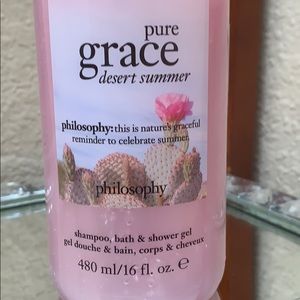 pure
grace
desert summer
philosophy: this is nature's graceful
reminder to celebrate summer.
philosophy
shampoo, bath & shower gel
gel douche & bain, corps & cheveux
480 ml/16 fl. oz. e